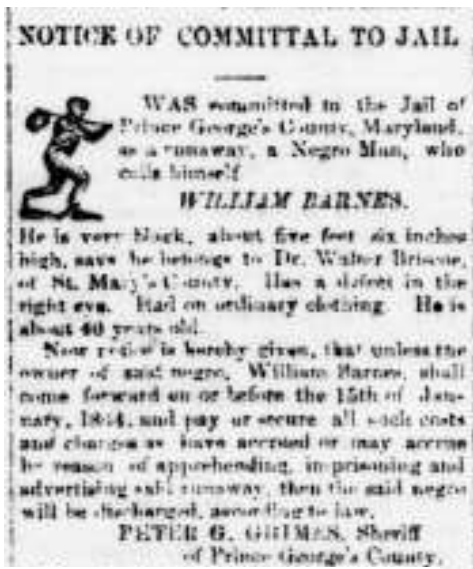 NOTICE OF COMMITTAL TO JAIL
WAS committed to the Jail of
Prince George's County, Maryland,
as a runaway, a Negro Man, who
calls himself
WILLIAM BARNES.
He is very black, about five feet six inches
high, says he belongs to Dr. Walter Briscoe,
of St. Mary's County. Has a defect in the
right eye. Had on ordinary clothing. He is
about 40 years old.
Now notice is hereby given, that unless the
owner of said negro, William Barnes, shall
come forward on or before the 15th of Jan-
uary, 1864, and pay or secure all such costs
and charges as have accrued or may accrue
by reason of apprehending, imprisoning and
advertising said runaway, then the said negro
will be discharged, according to law.
PETER G. GRIMES, Sheriff
of Prince George's County.